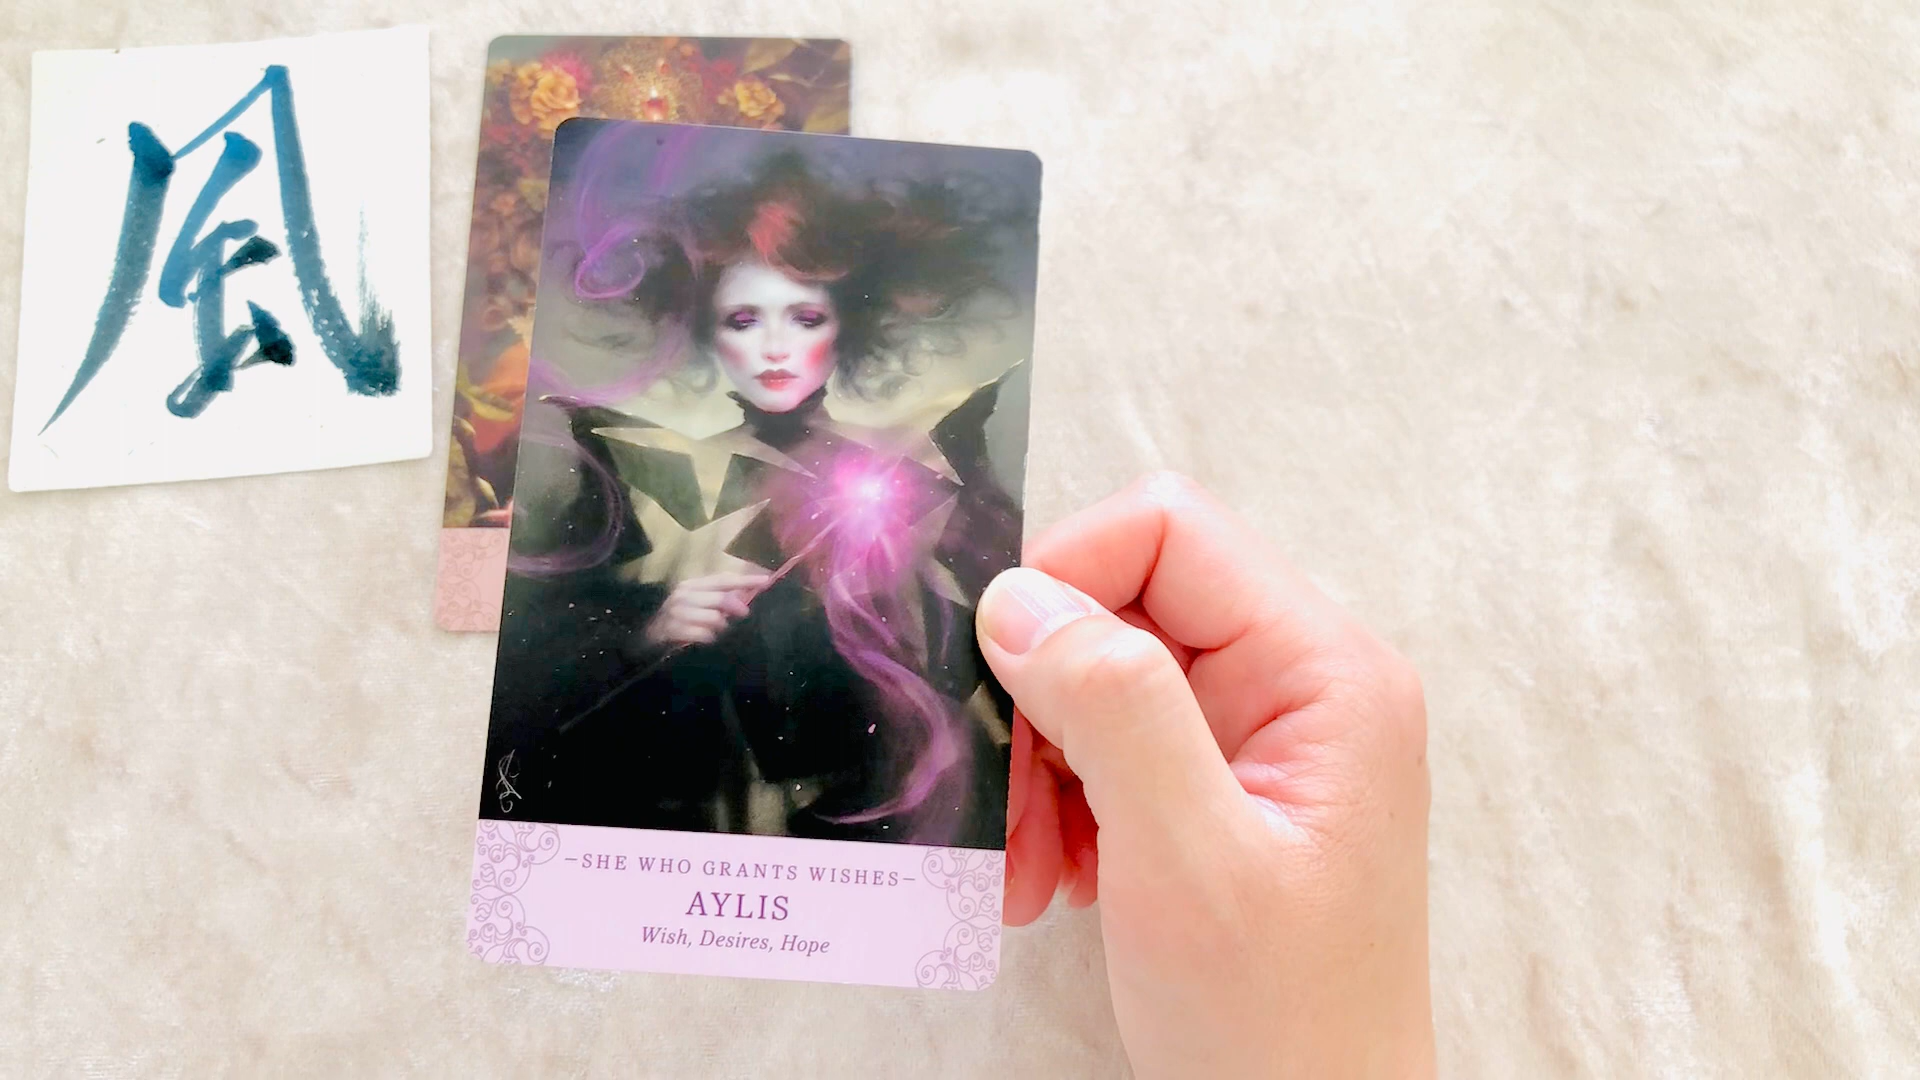 風
—SHE WHO GRANTS WISHES—
AYLIS
Wish, Desires, Hope